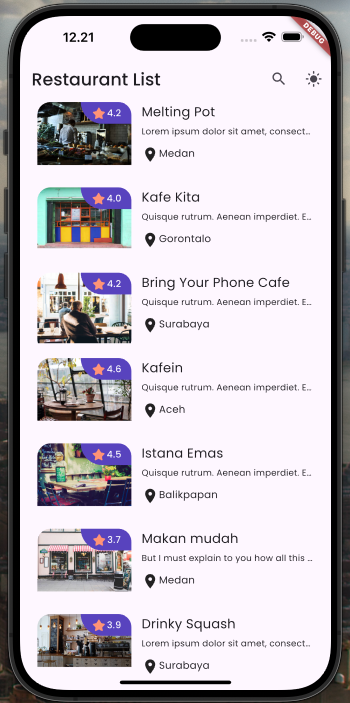 12.21
DEBUG
Restaurant List
4.2
Melting Pot
Lorem ipsum dolor sit amet, consect...
Medan
4.0
Kafe Kita
Quisque rutrum. Aenean imperdiet. E...
Gorontalo
4.2
Bring Your Phone Cafe
Quisque rutrum. Aenean imperdiet. E...
Surabaya
4.6
Kafein
Quisque rutrum. Aenean imperdiet. E...
Aceh
4.5
Istana Emas
Quisque rutrum. Aenean imperdiet. E...
Balikpapan
3.7
Makan mudah
But I must explain to you how all this ...
Medan
3.9
Drinky Squash
Lorem ipsum dolor sit amet, consect...
Surabaya